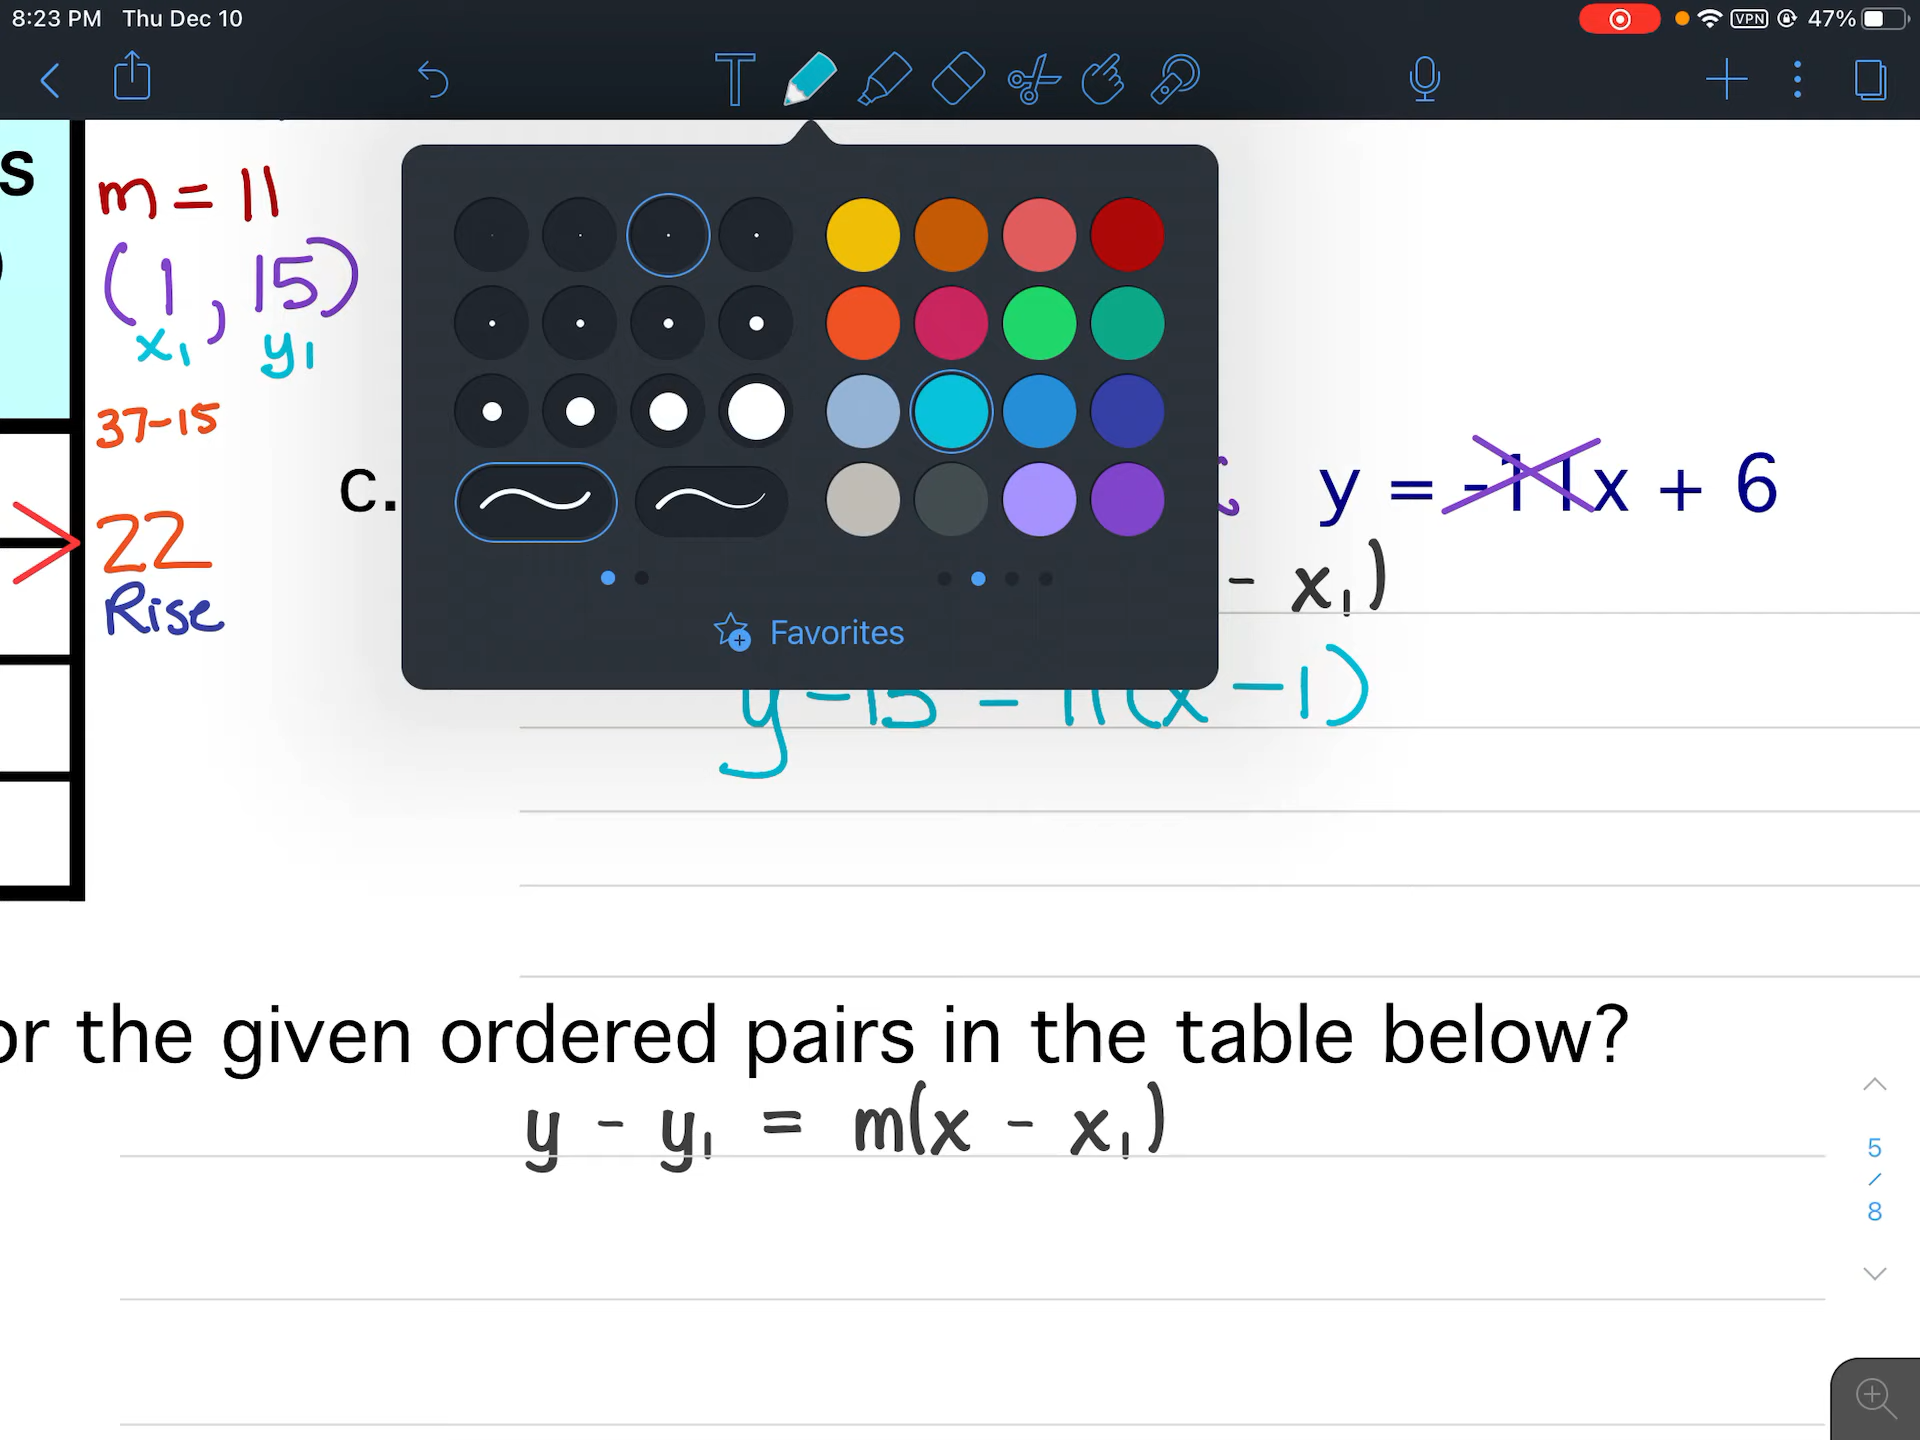 8:23 PM Thu Dec 10
VPN 47%
T
s
m = 11
(1, 15)
x₁ y₁
37-15
22
Rise
c.
y = -11x + 6
- x₁)
Favorites
y - 15 = 11(x - 1)
or the given ordered pairs in the table below?
y - y₁ = m(x - x₁)
5
/
8